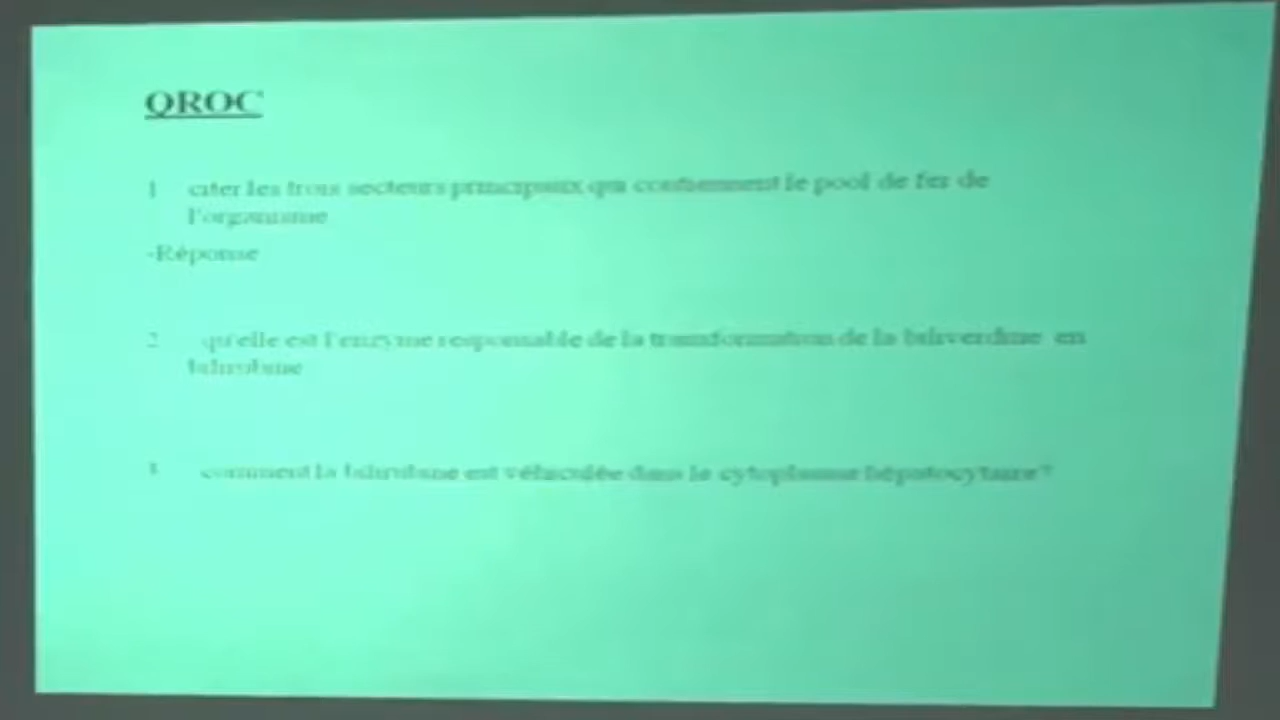 QROC
1 citer les trois secteurs principaux qui contiennent le pool de fer de
l'organisme
-Réponse
2 qu'elle est l'enzyme responsable de la transformation de la biliverdine en
bilirubine
3 comment la bilirubine est véhiculée dans le cytoplasme hépatocytaire ?